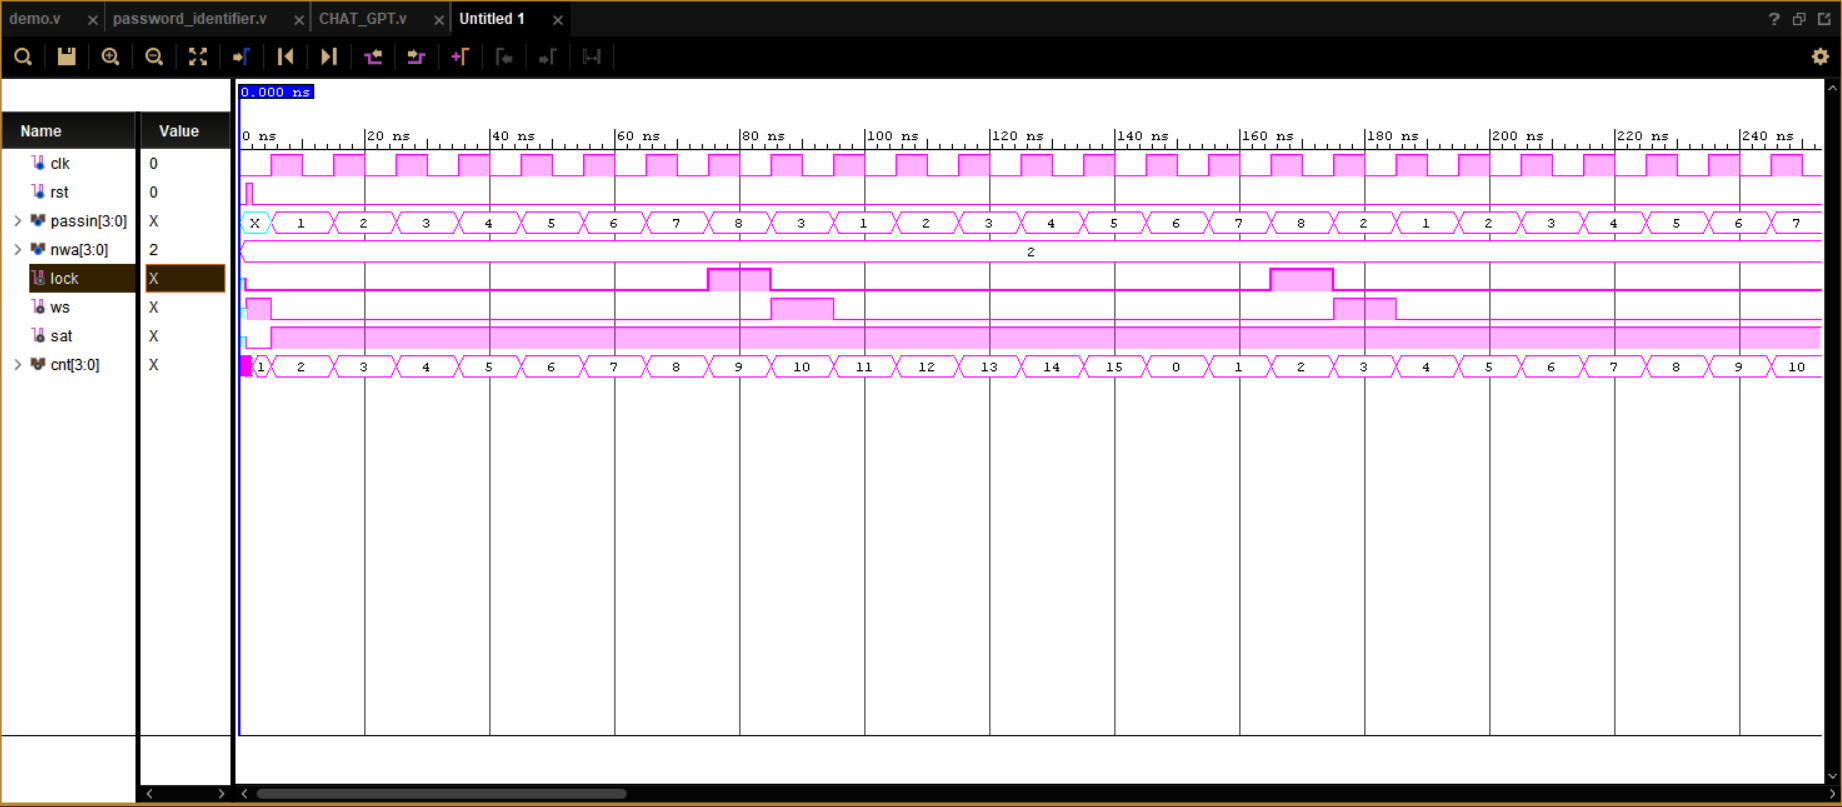 demo.v × password_identifier.v × CHAT_GPT.v × Untitled 1 ×
0.000 ns
Name Value
0 ns 20 ns 40 ns 60 ns 80 ns 100 ns 120 ns 140 ns 160 ns 180 ns 200 ns 220 ns 240 ns
clk 0
rst 0
passin[3:0] X X 1 2 3 4 5 6 7 8 3 1 2 3 4 5 6 7 8 2 1 2 3 4 5 6 7
nwa[3:0] 2 2
lock X
ws X
sat X
cnt[3:0] X 1 2 3 4 5 6 7 8 9 10 11 12 13 14 15 0 1 2 3 4 5 6 7 8 9 10